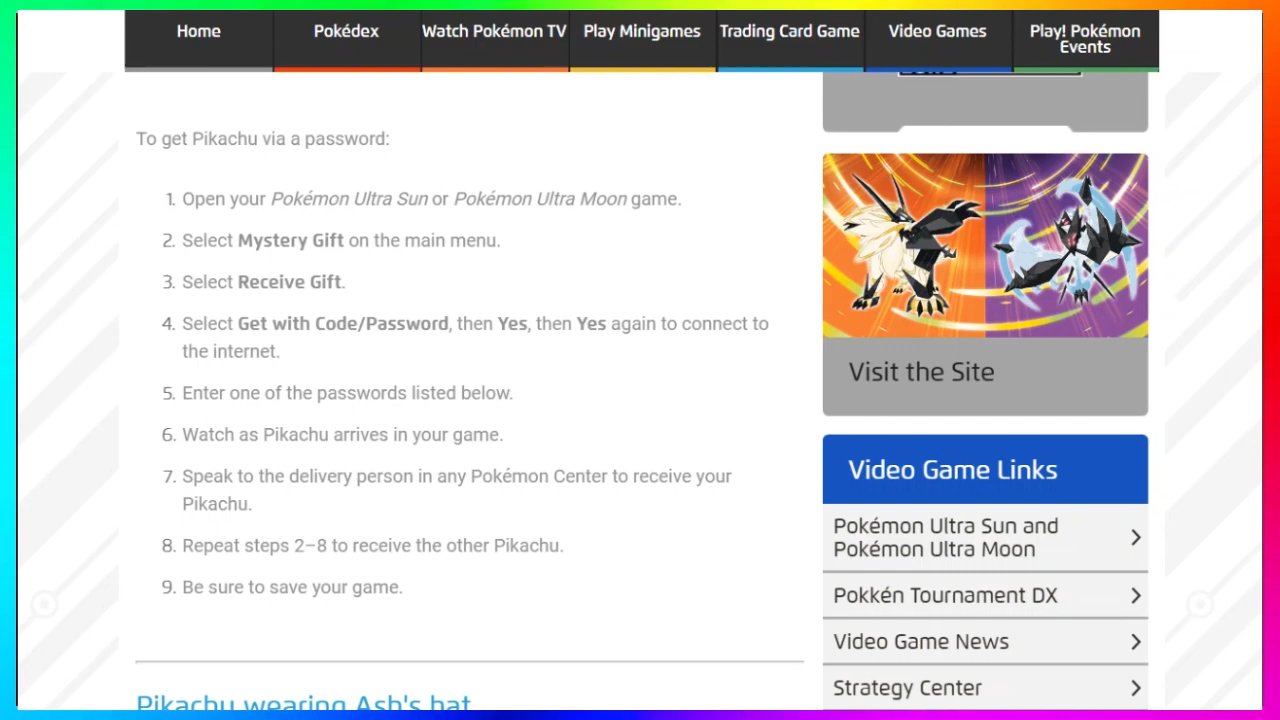 Home
Pokédex
Watch Pokémon TV
Play Minigames
Trading Card Game
Video Games
Play! Pokémon
Events
To get Pikachu via a password:
1. Open your Pokémon Ultra Sun or Pokémon Ultra Moon game.
2. Select Mystery Gift on the main menu.
3. Select Receive Gift.
4. Select Get with Code/Password, then Yes, then Yes again to connect to
the internet.
5. Enter one of the passwords listed below.
6. Watch as Pikachu arrives in your game.
7. Speak to the delivery person in any Pokémon Center to receive your
Pikachu.
8. Repeat steps 2–8 to receive the other Pikachu.
9. Be sure to save your game.
Pikachu wearing Ash's hat
Visit the Site
Video Game Links
Pokémon Ultra Sun and
Pokémon Ultra Moon
Pokkén Tournament DX
Video Game News
Strategy Center